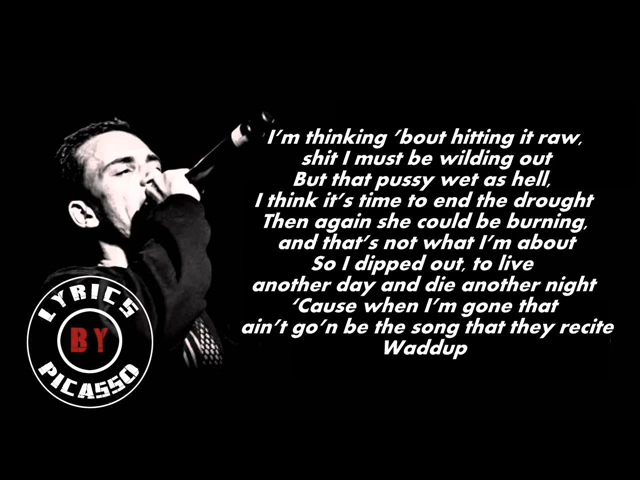 I'm thinking 'bout hitting it raw,
shit I must be wilding out
But that pussy wet as hell,
I think it's time to end the drought
Then again she could be burning,
and that's not what I'm about
So I dipped out, to live
another day and die another night
'Cause when I'm gone that
ain't go'n be the song that they recite
Waddup
LYRICS
BY
PICASSO